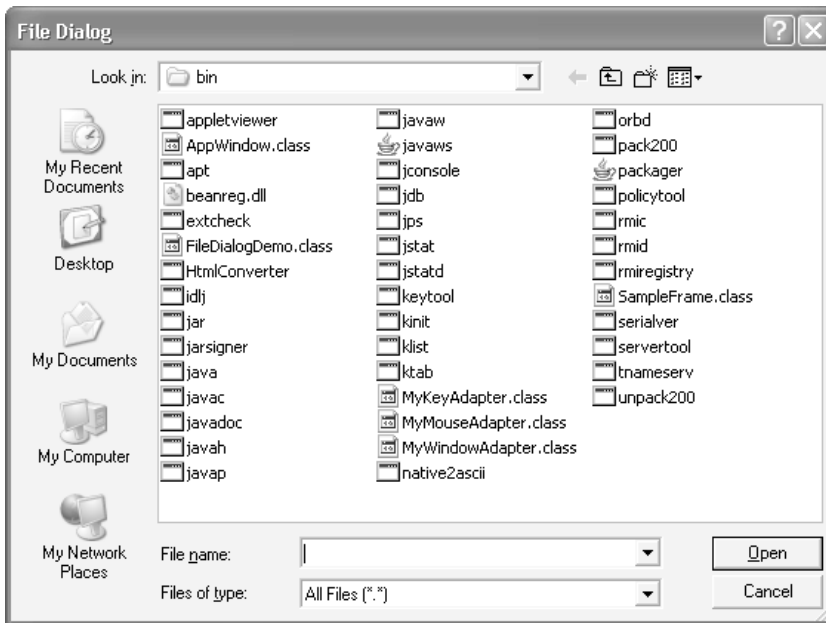 File Dialog
Look in:
bin
My Recent
Documents
Desktop
My Documents
My Computer
My Network
Places
appletviewer
AppWindow.class
apt
beanreg.dll
extcheck
FileDialogDemo.class
HtmlConverter
idlj
jar
jarsigner
java
javac
javadoc
javah
javap
javaw
javaws
jconsole
jdb
jps
jstat
jstatd
keytool
kinit
klist
ktab
MyKeyAdapter.class
MyMouseAdapter.class
MyWindowAdapter.class
native2ascii
orbd
pack200
packager
policytool
rmic
rmid
rmiregistry
SampleFrame.class
serialver
servertool
tnameserv
unpack200
File name:
Open
Files of type:
All Files (*.*)
Cancel